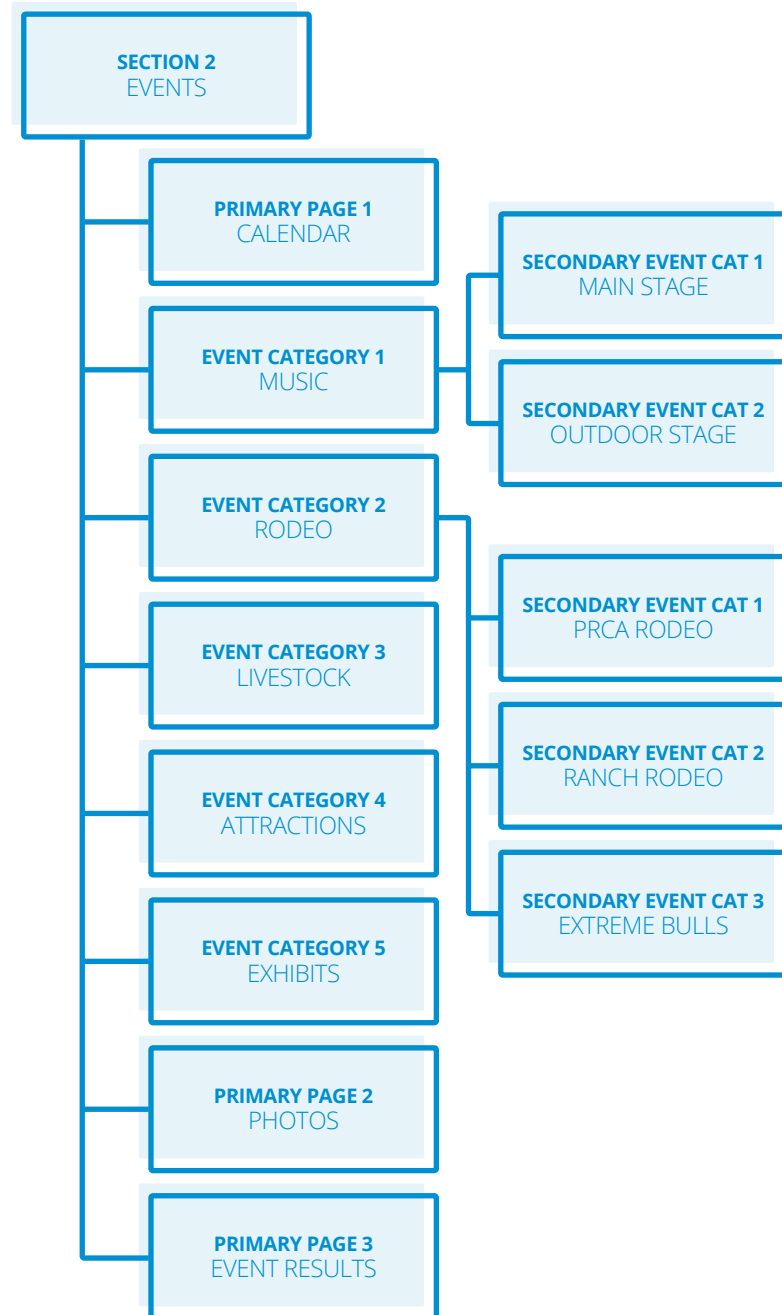 SECTION 2
EVENTS
PRIMARY PAGE 1
CALENDAR
EVENT CATEGORY 1
MUSIC
SECONDARY EVENT CAT 1
MAIN STAGE
SECONDARY EVENT CAT 2
OUTDOOR STAGE
EVENT CATEGORY 2
RODEO
SECONDARY EVENT CAT 1
PRCA RODEO
SECONDARY EVENT CAT 2
RANCH RODEO
SECONDARY EVENT CAT 3
EXTREME BULLS
EVENT CATEGORY 3
LIVESTOCK
EVENT CATEGORY 4
ATTRACTIONS
EVENT CATEGORY 5
EXHIBITS
PRIMARY PAGE 2
PHOTOS
PRIMARY PAGE 3
EVENT RESULTS